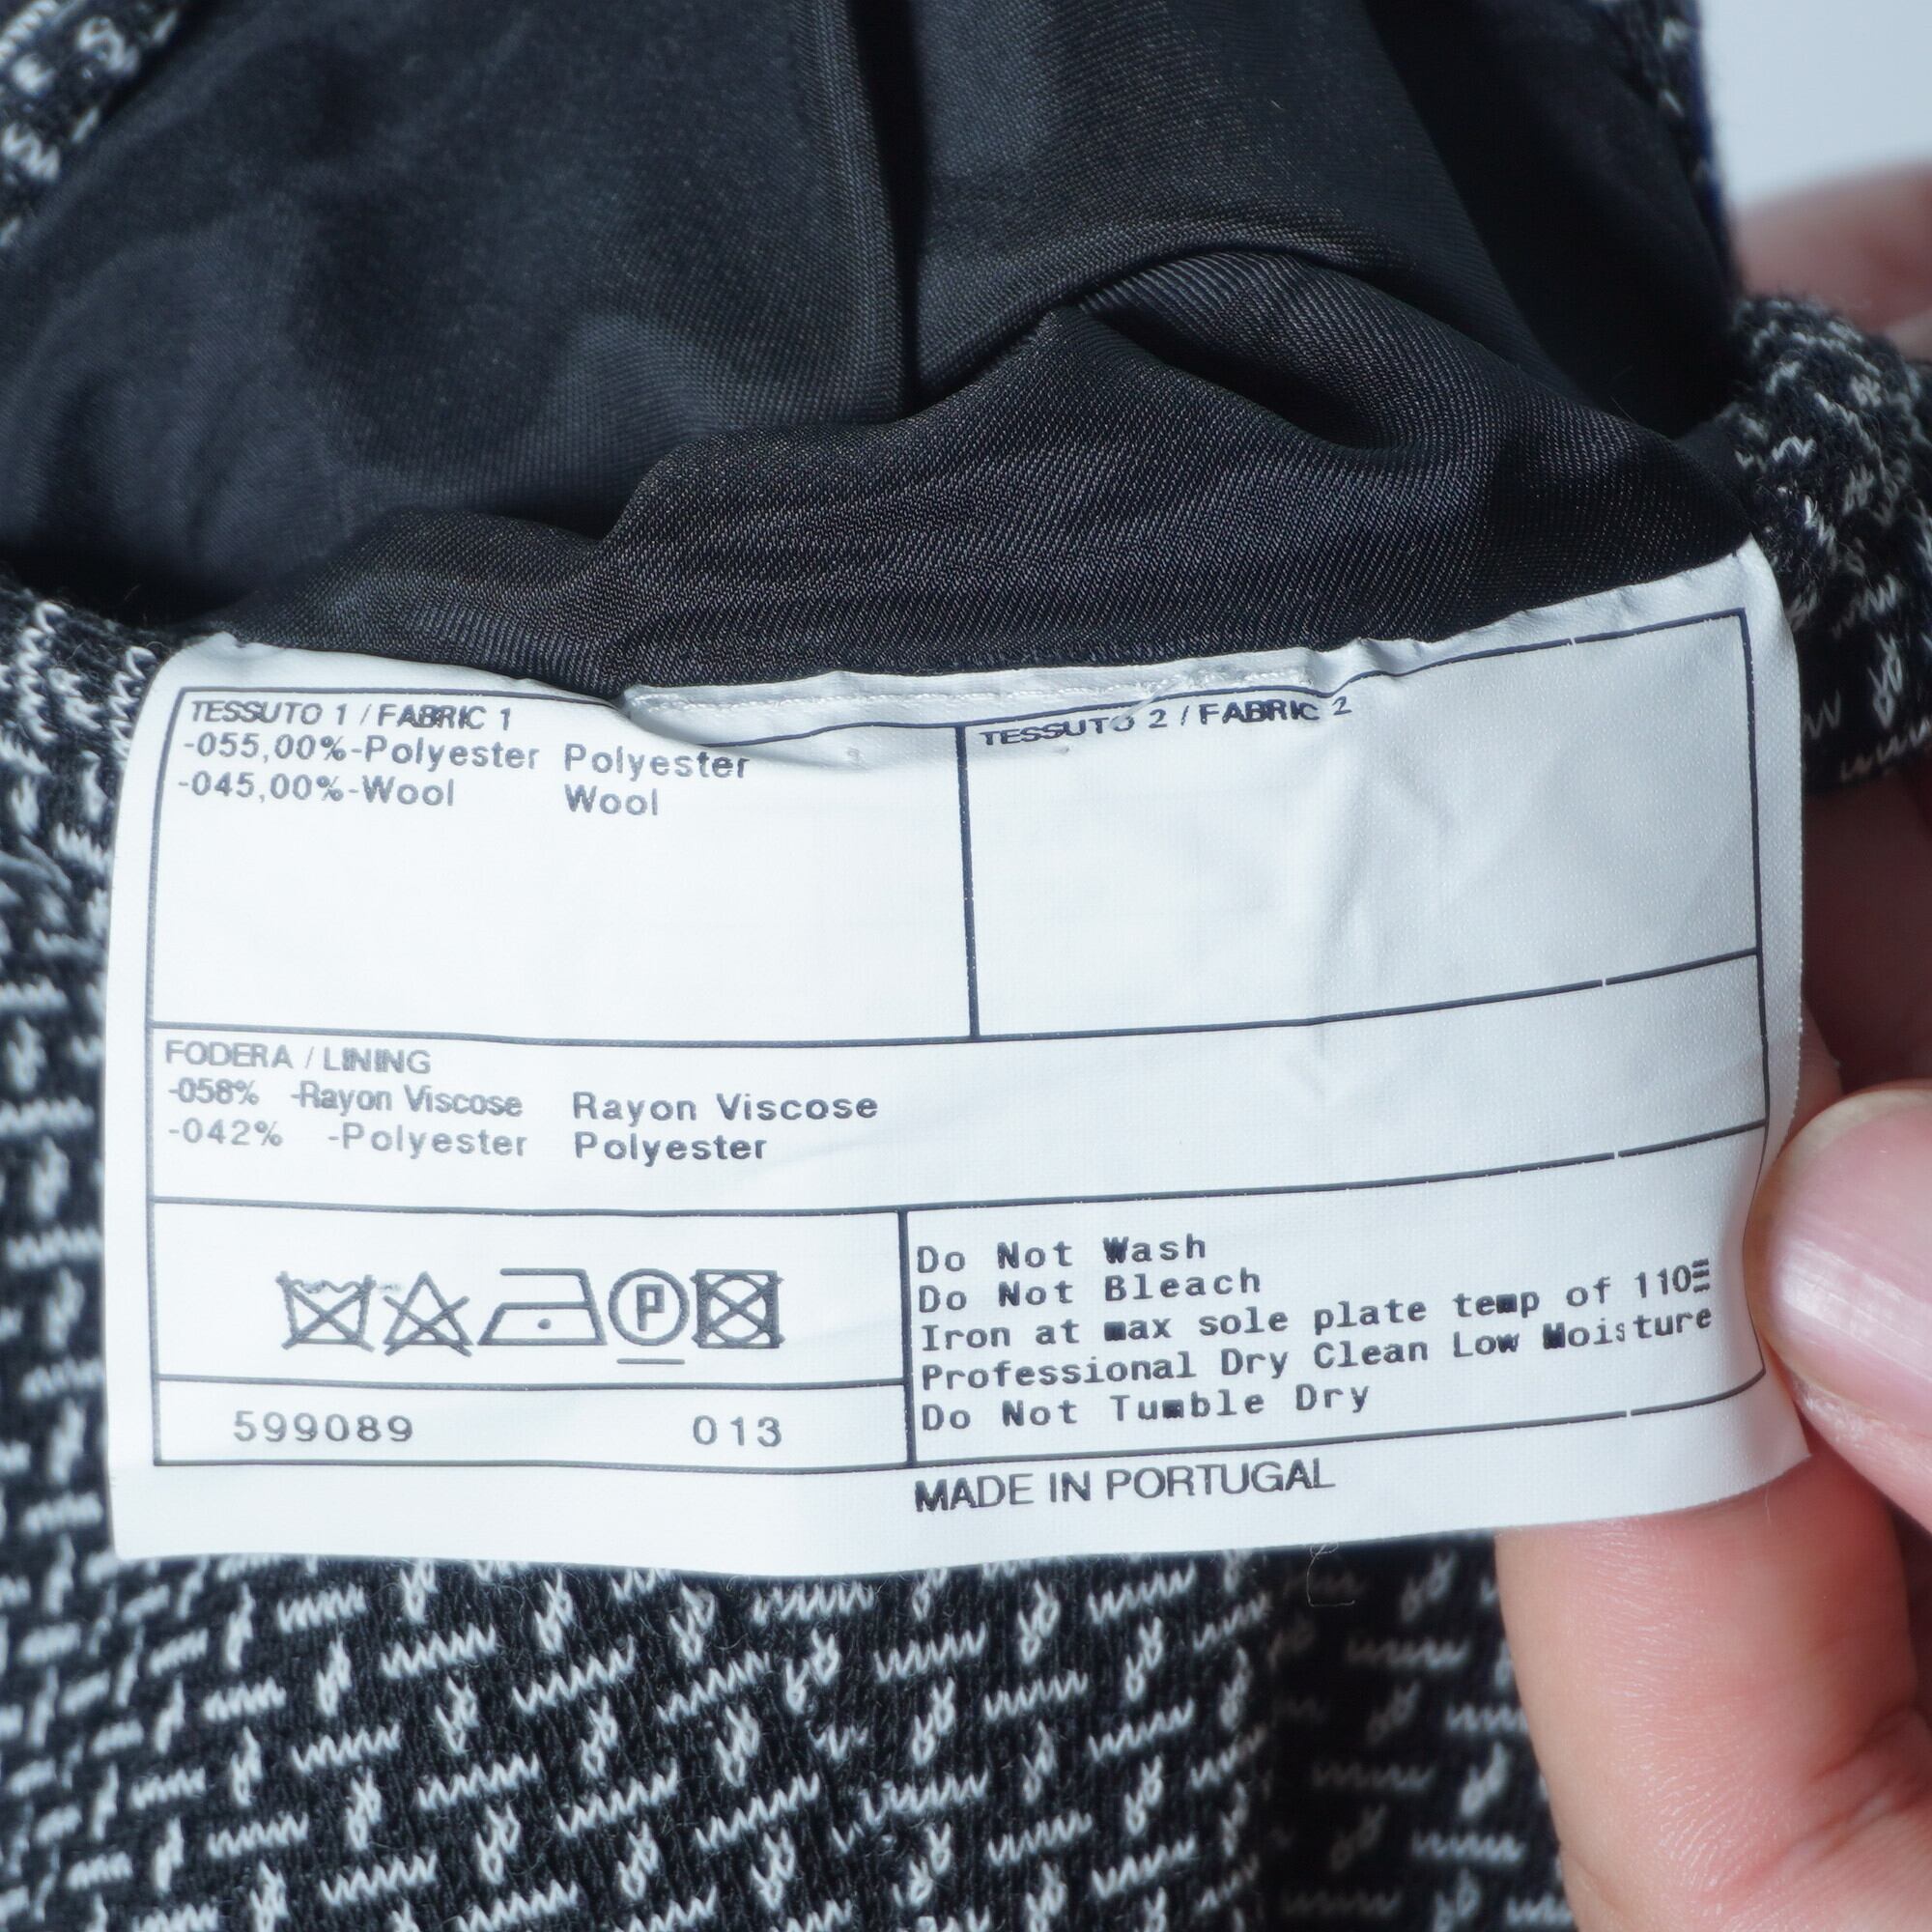 TESSUTO 1 / FABRIC 1
-055,00%-Polyester Polyester
-045,00%-Wool Wool
TESSUTO 2 / FABRIC 2
FODERA / LINING
-058% -Rayon Viscose Rayon Viscose
-042% -Polyester Polyester
P
599089 013
Do Not Wash
Do Not Bleach
Iron at max sole plate temp of 110
Professional Dry Clean Low Moisture
Do Not Tumble Dry
MADE IN PORTUGAL